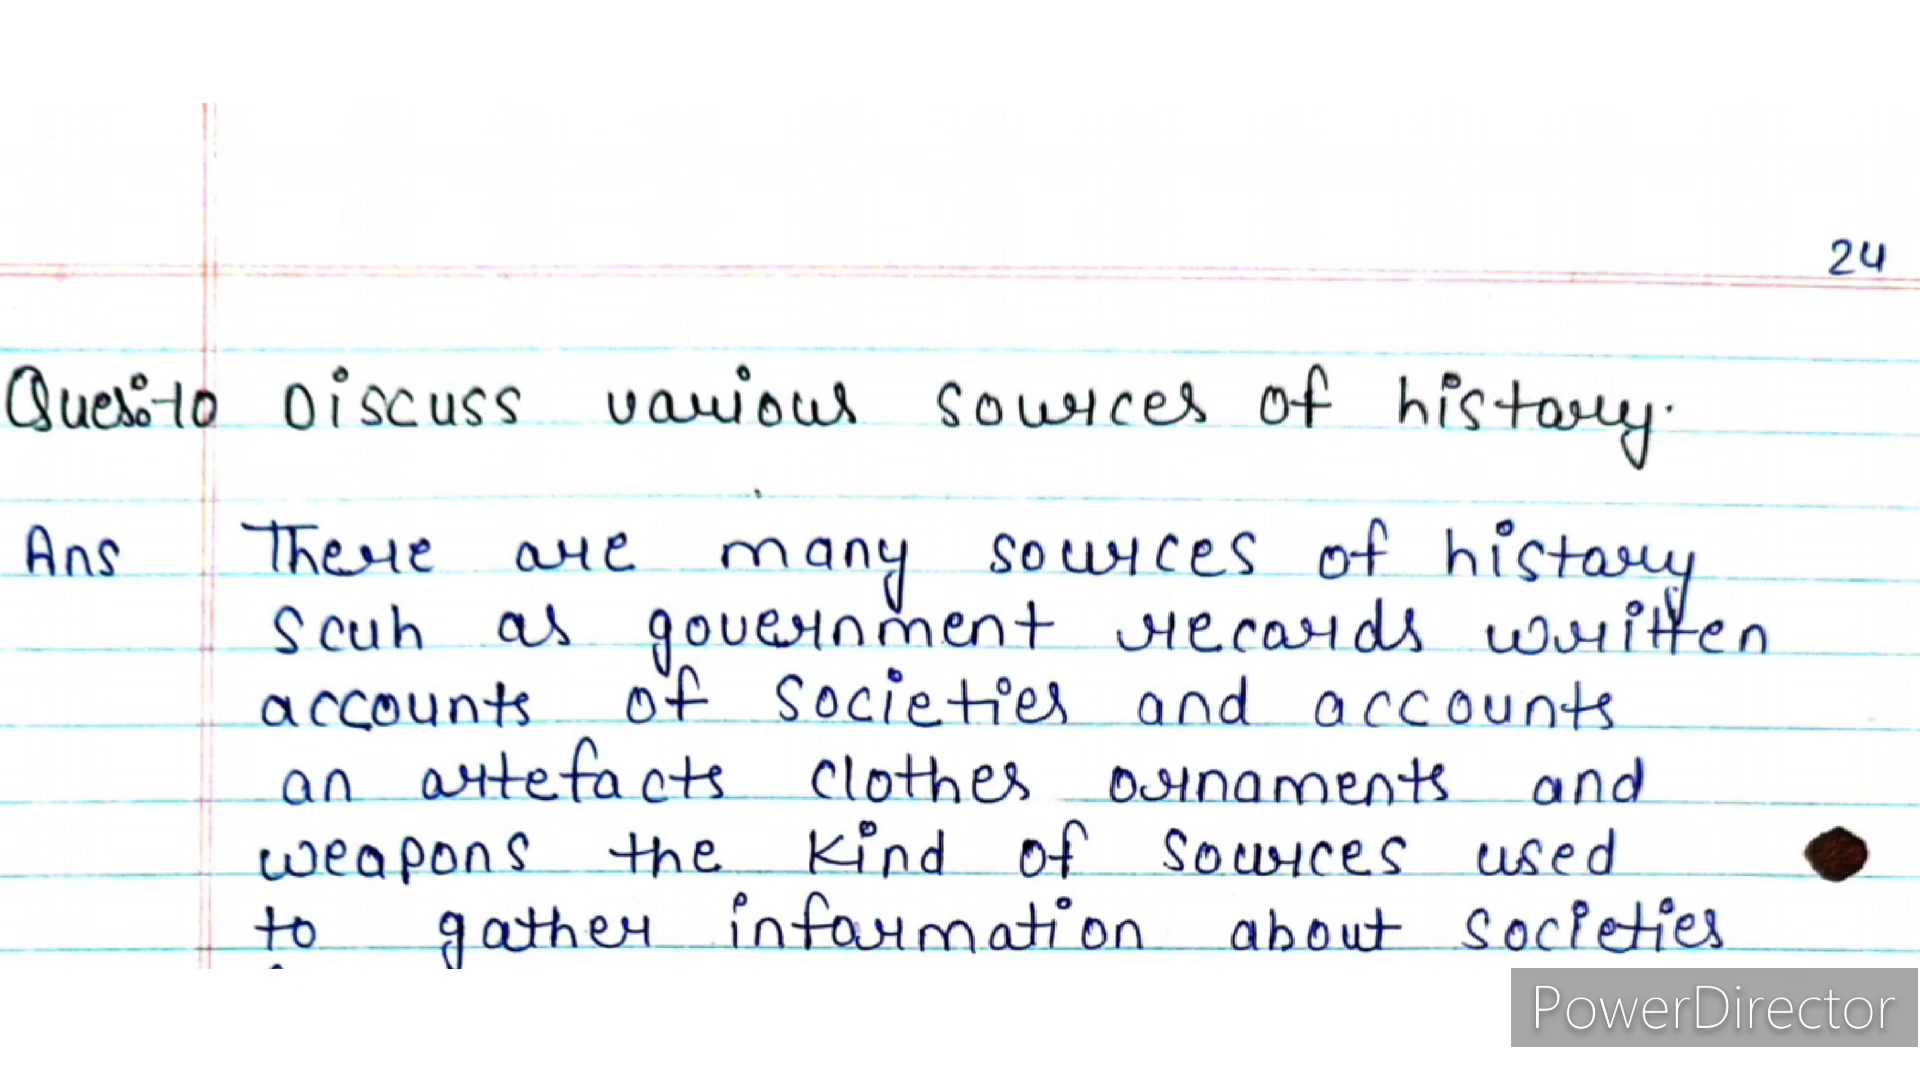 24
Ques:-10 Discuss various sources of history.
Ans There are many sources of history
scuh as government records written
accounts of societies and accounts
an artefacts clothes ornaments and
weapons the kind of sources used
to gather information about societies
PowerDirector